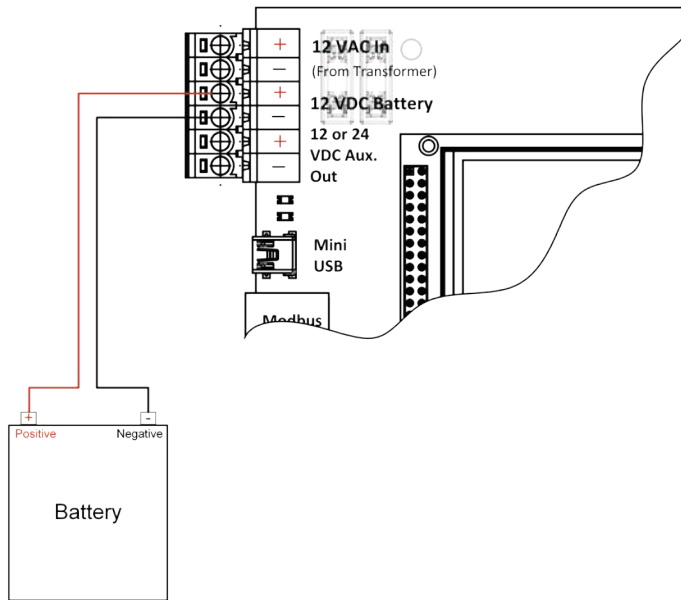 + 12 VAC In
− (From Transformer)
+ 12 VDC Battery
−
+ 12 or 24
VDC Aux.
− Out
Mini
USB
Modbus
+ -
Positive Negative
Battery